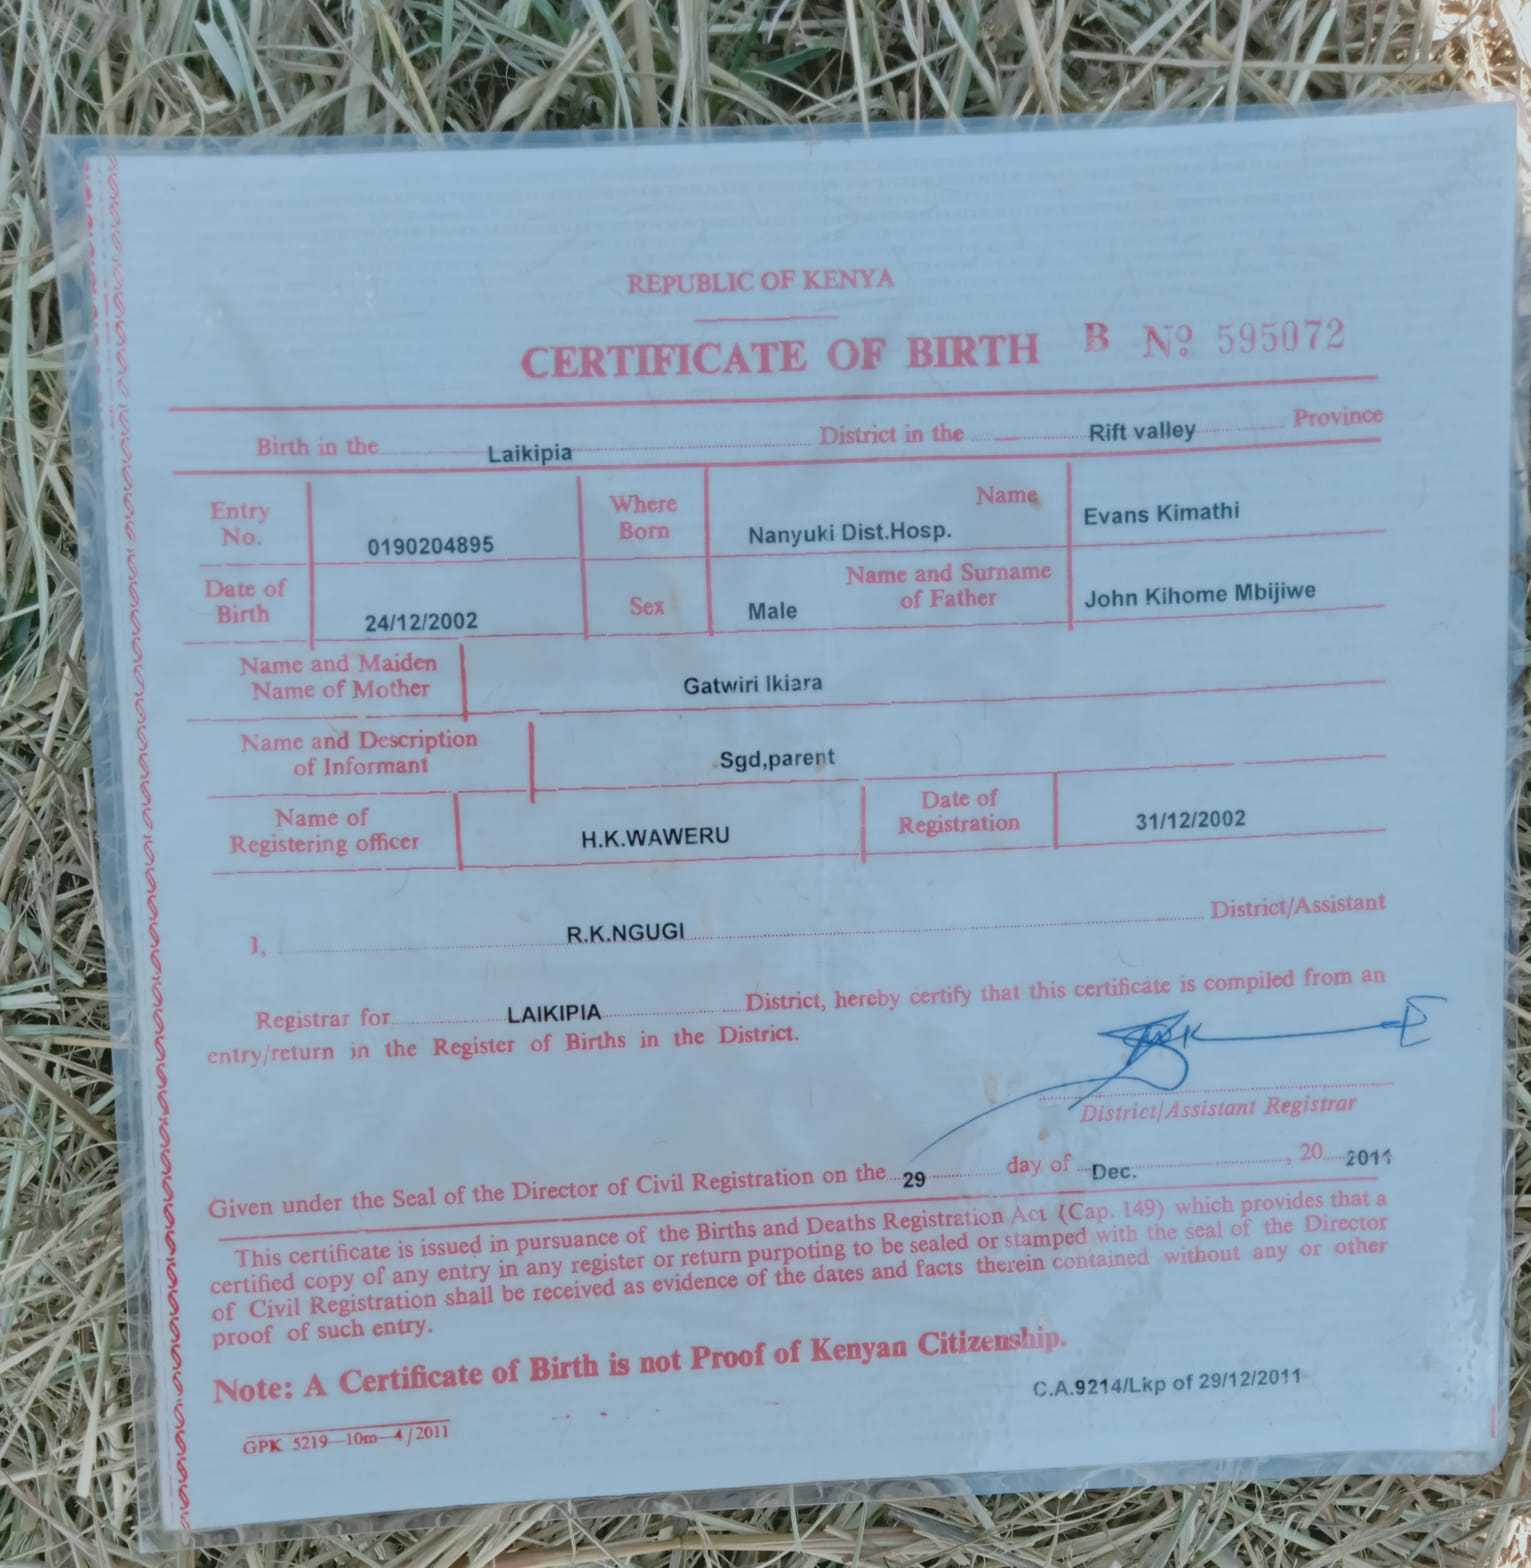 REPUBLIC OF KENYA
CERTIFICATE OF BIRTH B Nº 595072
Birth in the Laikipia District in the Rift valley Province
Entry No. 0190204895 Where Born Nanyuki Dist.Hosp. Name Evans Kimathi
Date of Birth 24/12/2002 Sex Male Name and Surname of Father John Kihome Mbijiwe
Name and Maiden Name of Mother Gatwiri Ikiara
Name and Description of Informant Sgd,parent
Name of Registering officer H.K.WAWERU Date of Registration 31/12/2002
I, R.K.NGUGI District/Assistant
Registrar for LAIKIPIA District, hereby certify that this certificate is compiled from an
entry/return in the Register of Births in the District.
District/Assistant Registrar
Given under the Seal of the Director of Civil Registration on the 29 day of Dec. , 20 2011
This certificate is issued in pursuance of the Births and Deaths Registration Act (Cap. 149) which provides that a
certified copy of any entry in any register or return purpoting to be sealed or stamped with the seal of the Director
of Civil Registration shall be received as evidence of the dates and facts therein contained without any or other
proof of such entry.
Note: A Certificate of Birth is not Proof of Kenyan Citizenship.
C.A.9214/Lkp of 29/12/2011
GPK 5219—10m—4/2011